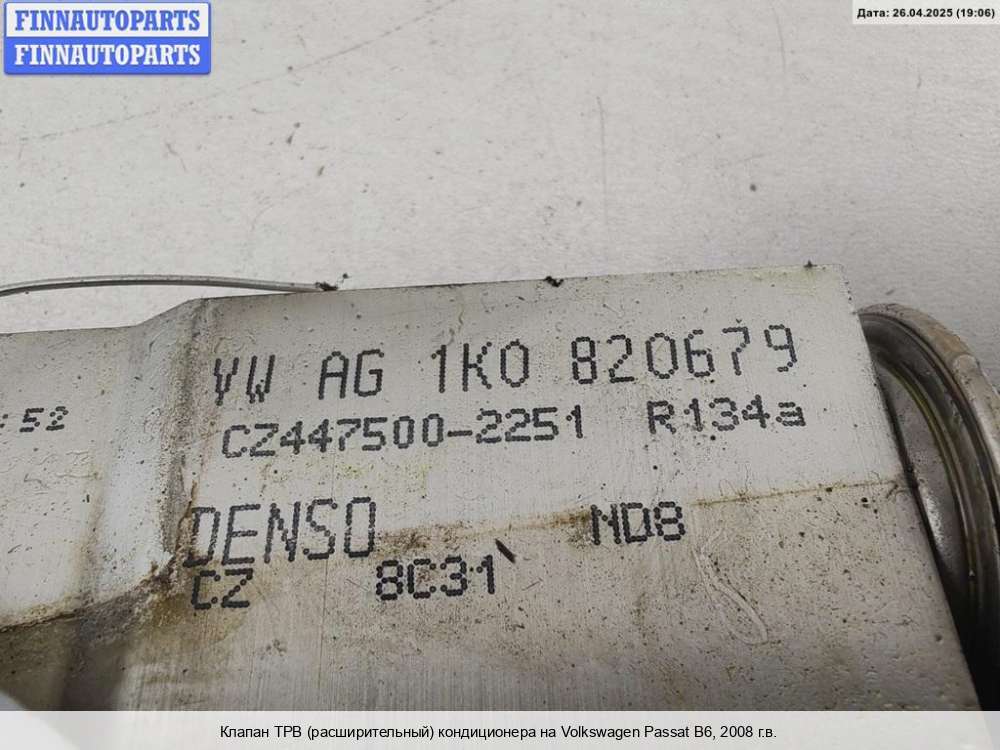 FINNAUTOPARTS
FINNAUTOPARTS
Дата: 26.04.2025 (19:06)
VW AG 1K0 820679
CZ447500-2251 R134a
:52
DENSO ND8
CZ 8C31
Клапан ТРВ (расширительный) кондиционера на Volkswagen Passat B6, 2008 г.в.